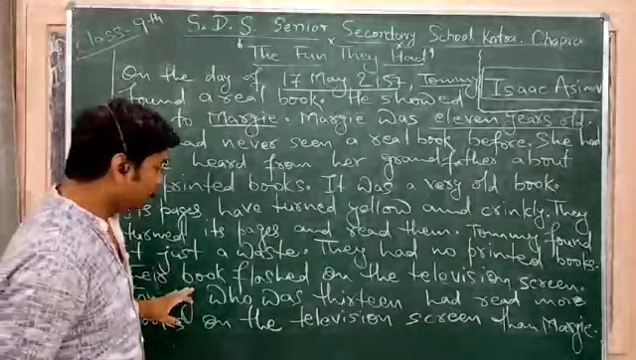 Class-9th
S.D.S. Senior Secondary School Kotoa. Chapra
"The Fun They Had"
Isaac Asimov
On the day of 17 May 2157, Tommy
found a real book. He showed
to Margie. Margie was eleven years old.
had never seen a real book before. She had
heard from her grandfather about
printed books. It was a very old book.
pages have turned yellow and crinkly. They
turned its pages and read them. Tommy found
it just a waste. They had no printed books.
book flashed on the television screen.
who was thirteen had read more
on the television screen than Margie.